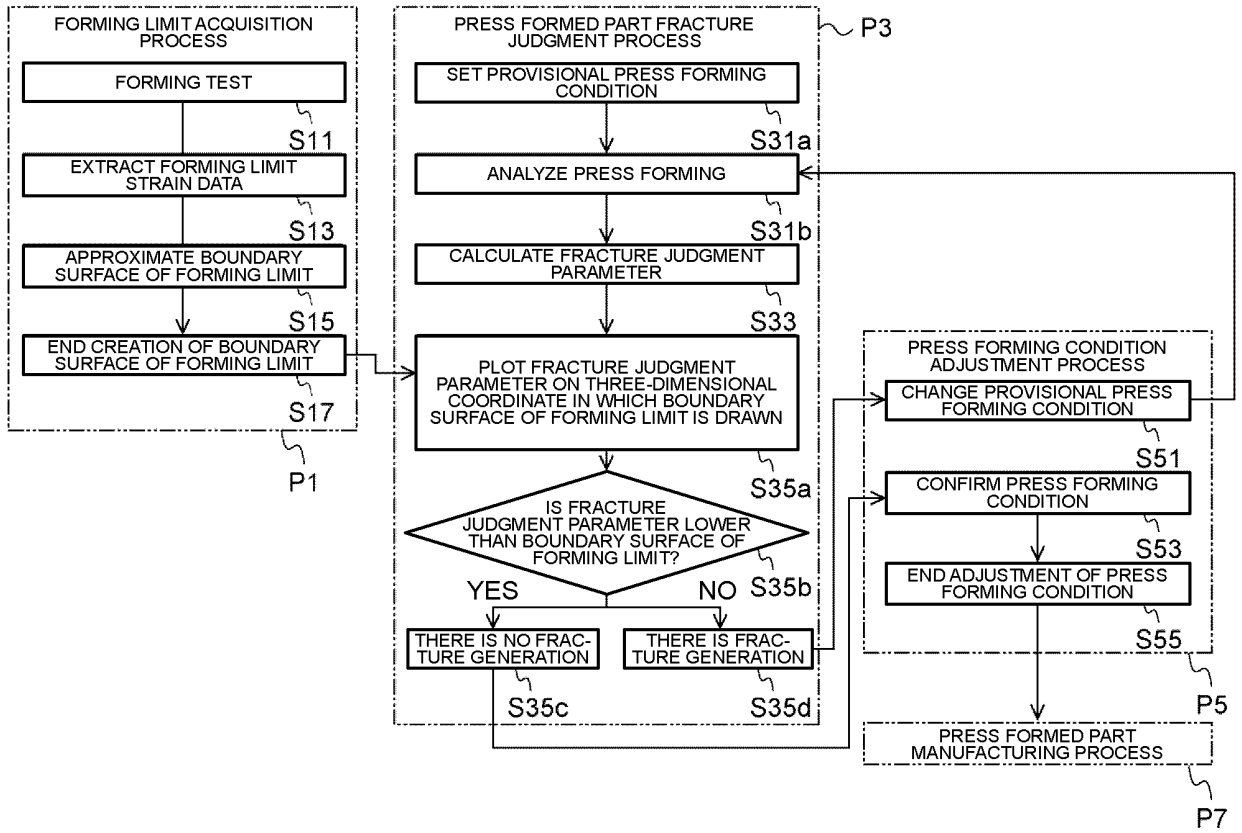 FORMING LIMIT ACQUISITION
PROCESS
FORMING TEST
S11
EXTRACT FORMING LIMIT
STRAIN DATA
S13
APPROXIMATE BOUNDARY
SURFACE OF FORMING LIMIT
S15
END CREATION OF BOUNDARY
SURFACE OF FORMING LIMIT
S17
P1
PRESS FORMED PART FRACTURE
JUDGMENT PROCESS
P3
SET PROVISIONAL PRESS FORMING
CONDITION
S31a
ANALYZE PRESS FORMING
S31b
CALCULATE FRACTURE JUDGMENT
PARAMETER
S33
PLOT FRACTURE JUDGMENT
PARAMETER ON THREE-DIMENSIONAL
COORDINATE IN WHICH BOUNDARY
SURFACE OF FORMING LIMIT IS DRAWN
S35a
IS FRACTURE
JUDGMENT PARAMETER LOWER
THAN BOUNDARY SURFACE OF
FORMING LIMIT?
S35b
YES
NO
THERE IS NO FRAC-
TURE GENERATION
S35c
THERE IS FRAC-
TURE GENERATION
S35d
PRESS FORMING CONDITION
ADJUSTMENT PROCESS
CHANGE PROVISIONAL PRESS
FORMING CONDITION
S51
CONFIRM PRESS FORMING
CONDITION
S53
END ADJUSTMENT OF PRESS
FORMING CONDITION
S55
P5
PRESS FORMED PART
MANUFACTURING PROCESS
P7